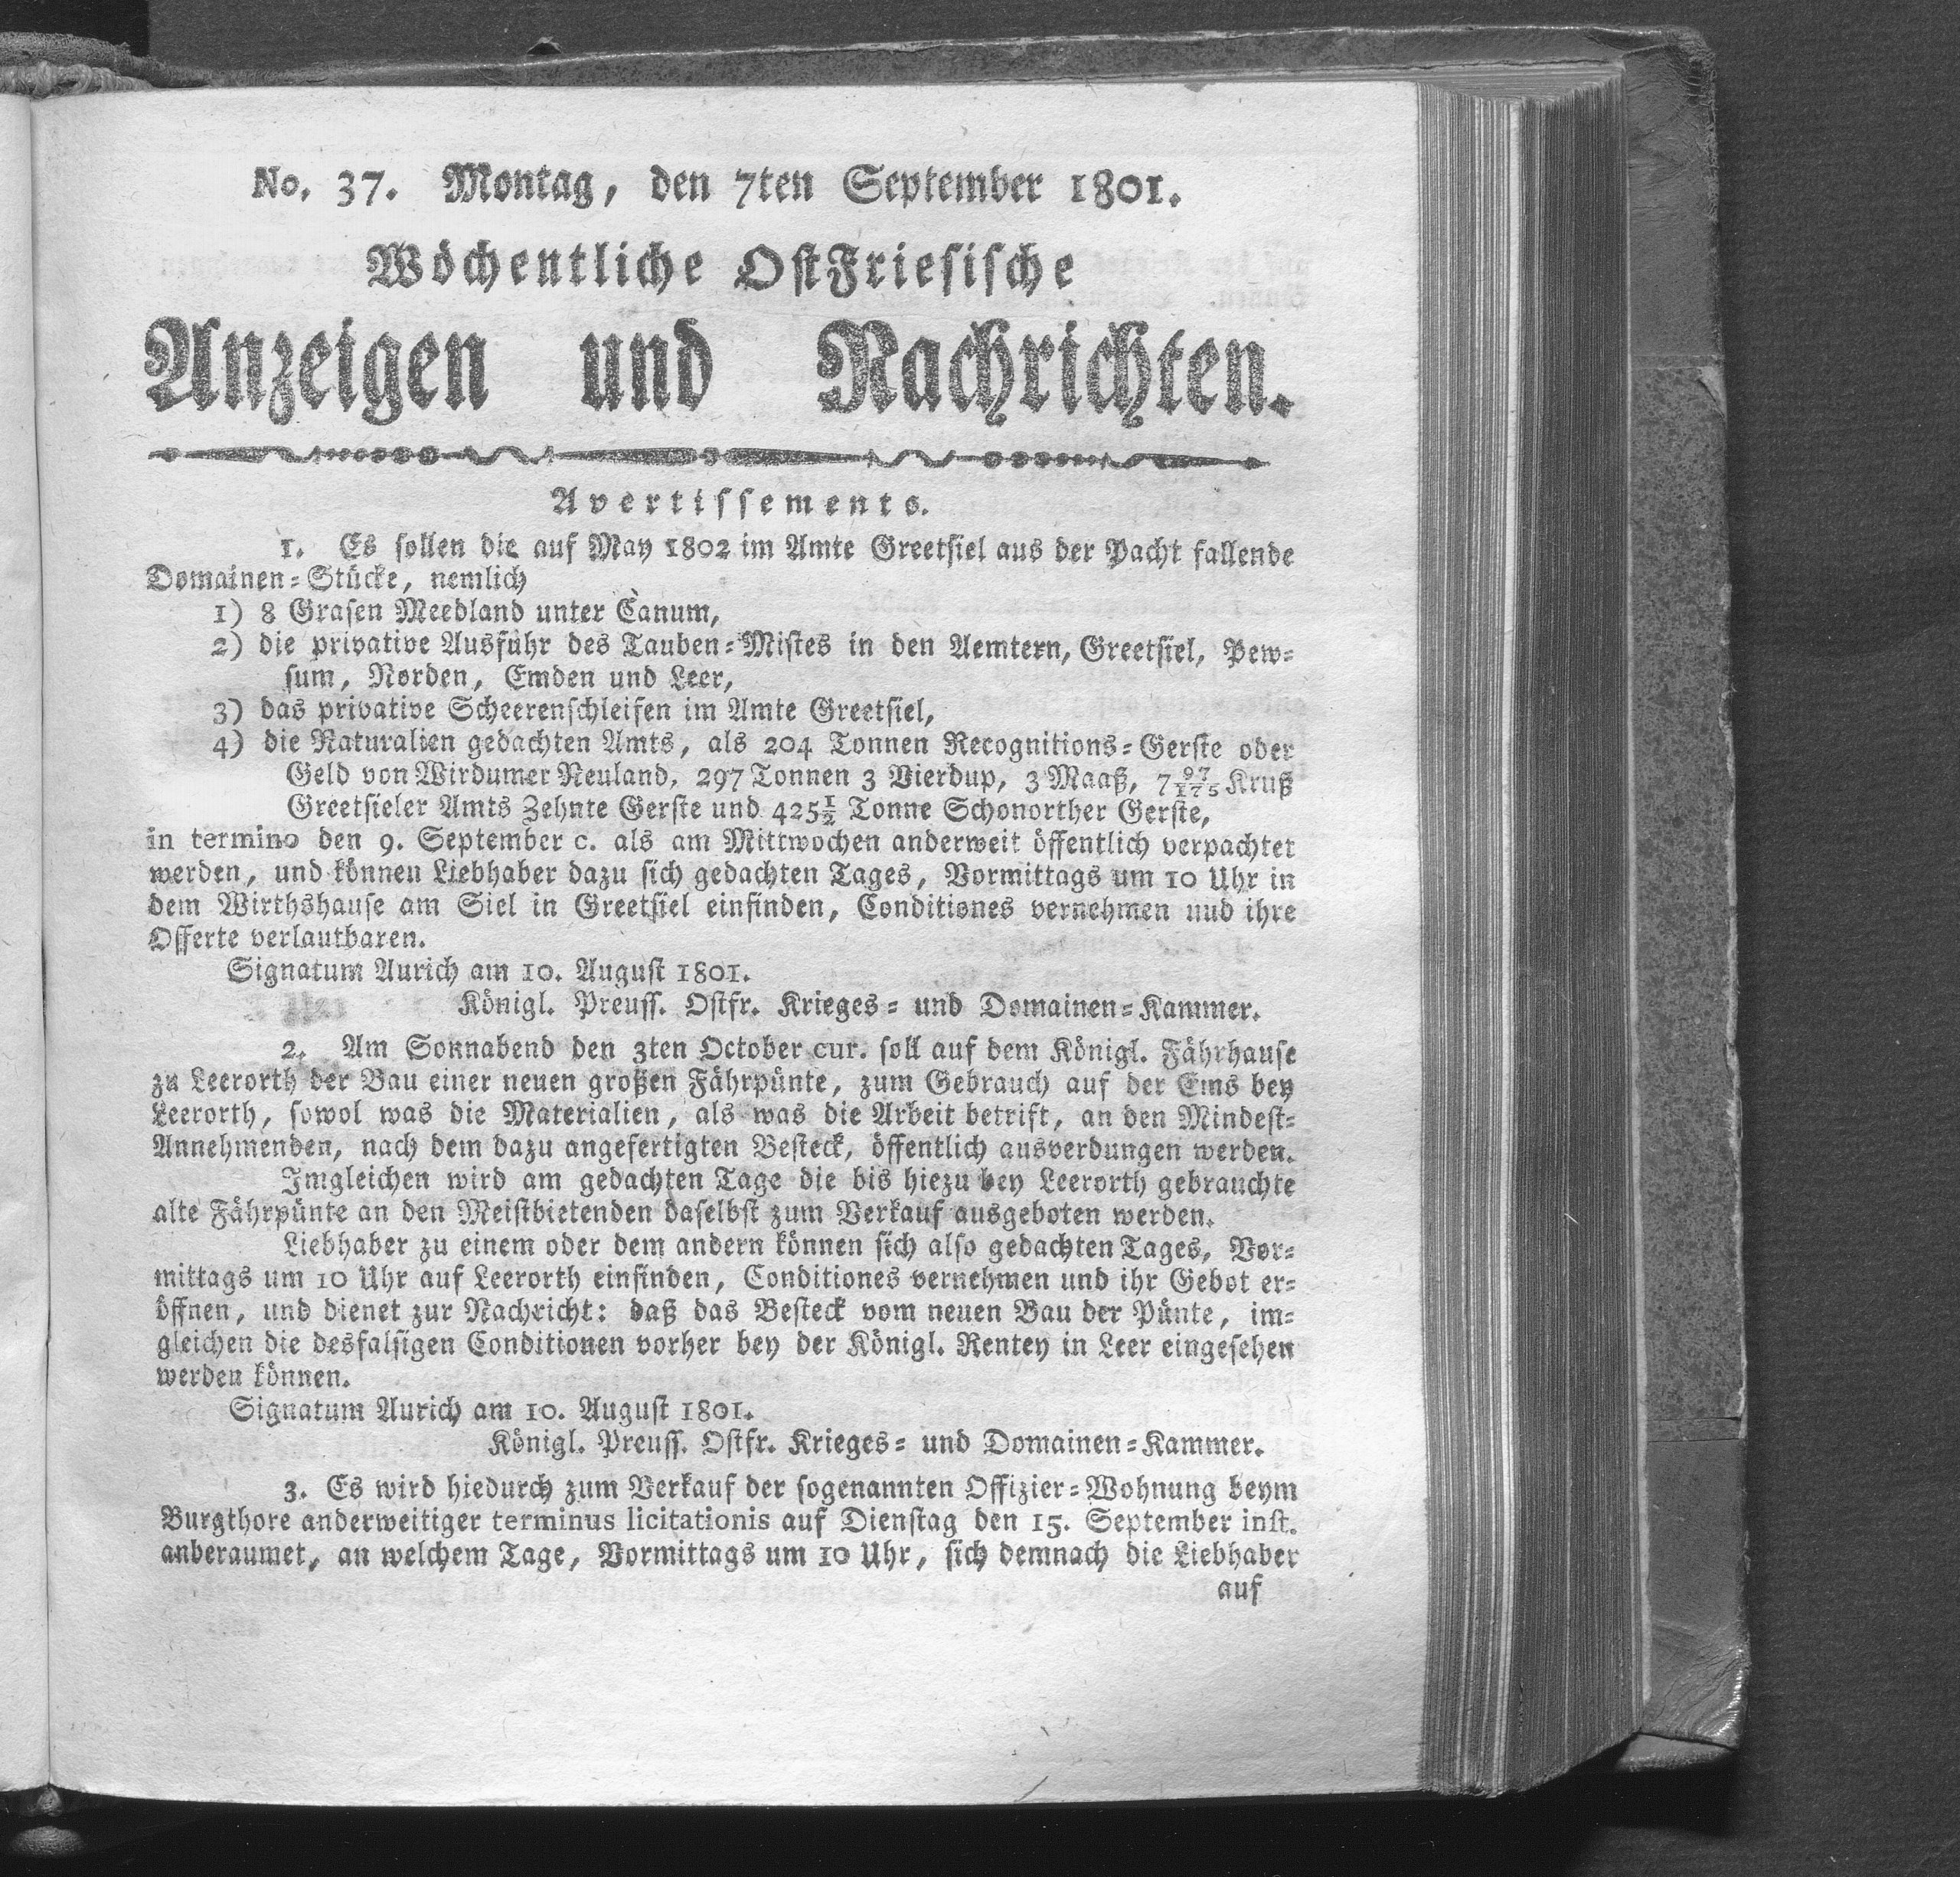 No. 37. Montag, den 7ten September 1801.
Wöchentliche OstFriesische
Anzeigen und Nachrichten.
Avertissements.
1. Es sollen die auf May 1802 im Amte Greetsiel aus der Pacht fallende
Domainen-Stücke, nemlich
1) 8 Grasen Meedland unter Canum,
2) die privative Ausfuhr des Tauben-Mistes in den Aemtern, Greetsiel, Pew-
sum, Norden, Emden und Leer,
3) das privative Scheerenschleifen im Amte Greetsiel,
4) die Naturalien gedachten Amts, als 204 Tonnen Recognitions-Gerste oder
Geld von Wirdumer Neuland, 297 Tonnen 3 Vierdup, 3 Maaß, 7 97/175 Kruß
Greetsieler Amts Zehnte Gerste und 425 1/2 Tonne Schonorther Gerste,
in termino den 9. September c. als am Mittwochen anderweit öffentlich verpachtet
werden, und können Liebhaber dazu sich gedachten Tages, Vormittags um 10 Uhr in
dem Wirthshause am Siel in Greetsiel einfinden, Conditiones vernehmen nud ihre
Offerte verlautbaren.
Signatum Aurich am 10. August 1801.
Königl. Preuss. Ostfr. Krieges- und Domainen-Kammer.
2. Am Sonnabend den 3ten October cur. soll auf dem Königl. Fährhause
zu Leerorth der Bau einer neuen großen Fährpünte, zum Gebrauch auf der Ems bey
Leerorth, sowol was die Materialien, als was die Arbeit betrift, an den Mindest-
Annehmenden, nach dem dazu angefertigten Besteck, öffentlich ausverdungen werden.
Imgleichen wird am gedachten Tage die bis hiezu bey Leerorth gebrauchte
alte Fährpünte an den Meistbietenden daselbst zum Verkauf ausgeboten werden.
Liebhaber zu einem oder dem andern können sich also gedachten Tages, Vor-
mittags um 10 Uhr auf Leerorth einfinden, Conditiones vernehmen und ihr Gebot er-
öffnen, und dienet zur Nachricht: daß das Besteck vom neuen Bau der Pünte, im-
gleichen die desfalsigen Conditionen vorher bey der Königl. Rentey in Leer eingesehen
werden können.
Signatum Aurich am 10. August 1801.
Königl. Preuss. Ostfr. Krieges- und Domainen-Kammer.
3. Es wird hiedurch zum Verkauf der sogenannten Offizier-Wohnung beym
Burgthore anderweitiger terminus licitationis auf Dienstag den 15. September inst.
anberaumet, an welchem Tage, Vormittags um 10 Uhr, sich demnach die Liebhaber
auf